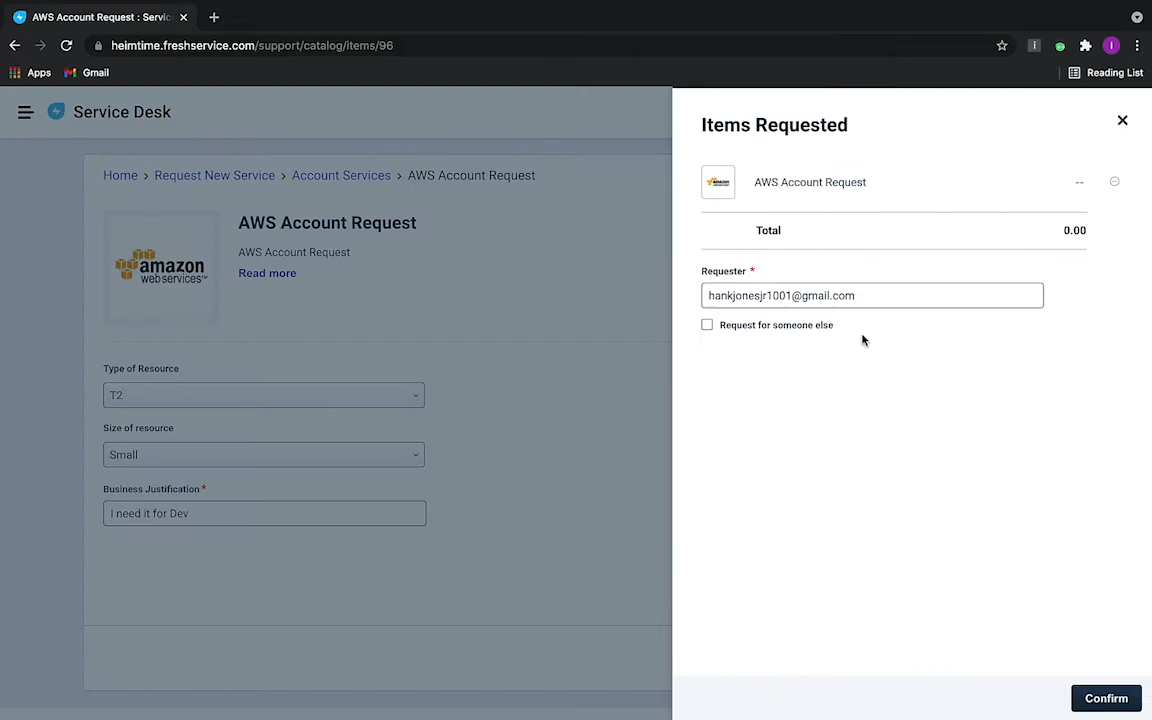 AWS Account Request : Servic
heimtime.freshservice.com/support/catalog/items/96
I
I
Apps
Gmail
Reading List
Service Desk
Home > Request New Service > Account Services > AWS Account Request
amazon
webservices™
AWS Account Request
AWS Account Request
Read more
Type of Resource
T2
Size of resource
Small
Business Justification *
I need it for Dev
Items Requested
amazon
AWS Account Request
--
Total
0.00
Requester *
hankjonesjr1001@gmail.com
Request for someone else
Confirm